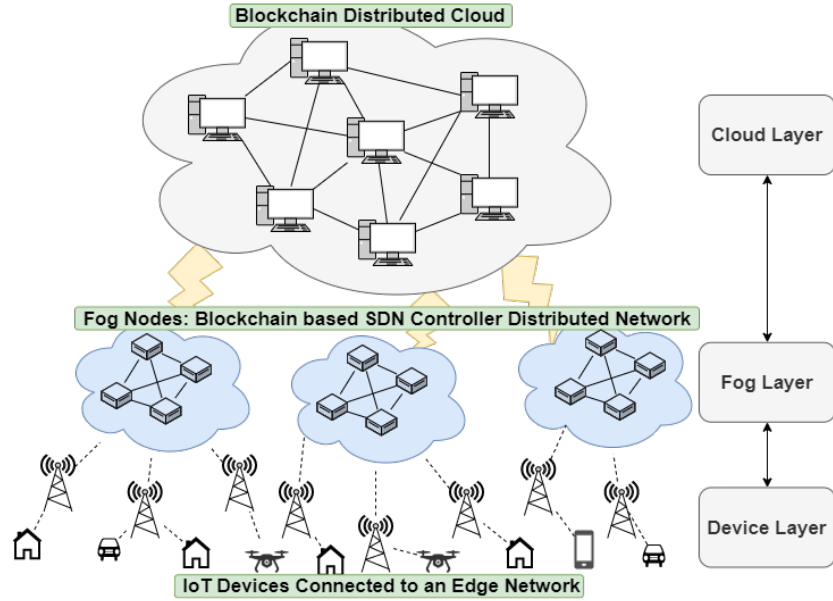 Blockchain Distributed Cloud
Cloud Layer
Fog Nodes: Blockchain based SDN Controller Distributed Network
Fog Layer
Device Layer
IoT Devices Connected to an Edge Network